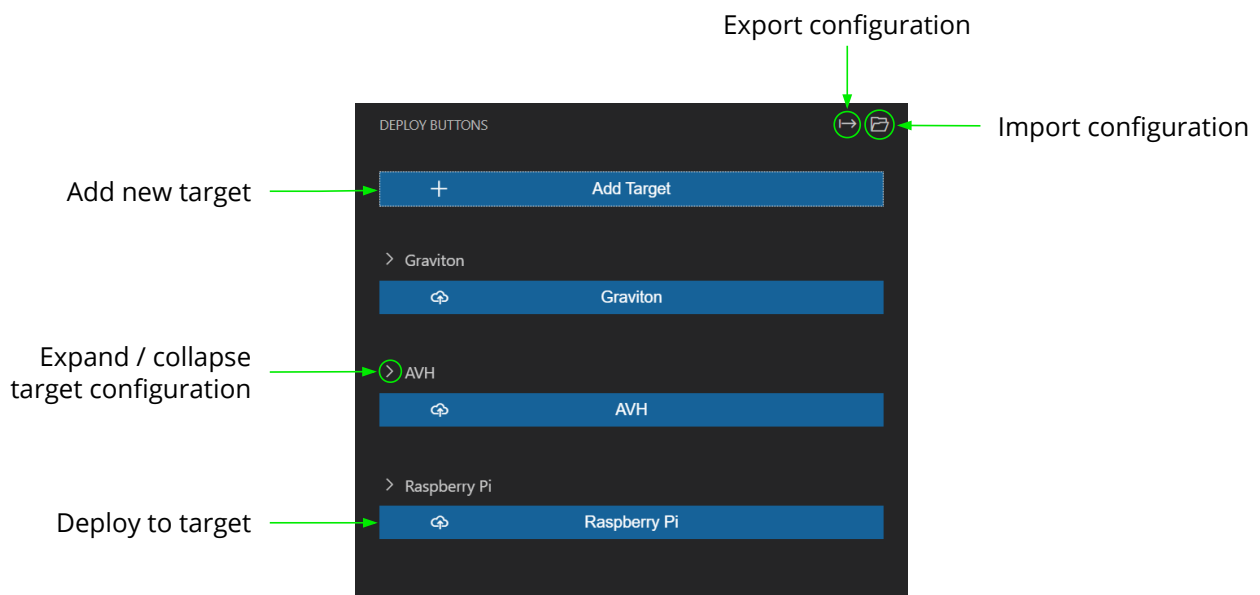 Export configuration
DEPLOY BUTTONS
Import configuration
Add new target
Add Target
Graviton
Graviton
Expand / collapse
target configuration
AVH
AVH
Raspberry Pi
Deploy to target
Raspberry Pi